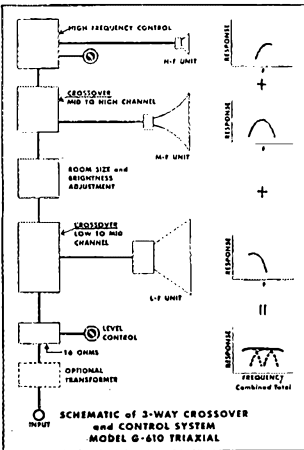 HIGH FREQUENCY CONTROL
H-F UNIT
RESPONSE
+
CROSSOVER
MID TO HIGH CHANNEL
M-F UNIT
RESPONSE
+
ROOM SIZE and
BRIGHTNESS
ADJUSTMENT
CROSSOVER
LOW TO MID
CHANNEL
L-F UNIT
RESPONSE
=
LEVEL
CONTROL
16 OHMS
OPTIONAL
TRANSFORMER
INPUT
RESPONSE
FREQUENCY
Combined Total
SCHEMATIC of 3-WAY CROSSOVER
and CONTROL SYSTEM
MODEL G-610 TRIAXIAL